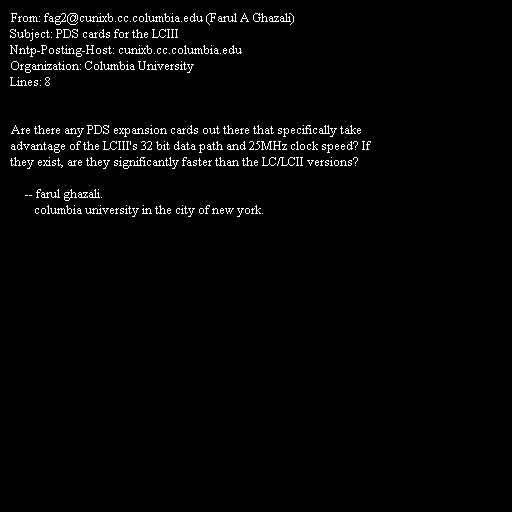 From: fag2@cunixb.cc.columbia.edu (Farul A Ghazali)
Subject: PDS cards for the LCIII
Nntp-Posting-Host: cunixb.cc.columbia.edu
Organization: Columbia University
Lines: 8
Are there any PDS expansion cards out there that specifically take
advantage of the LCIII's 32 bit data path and 25MHz clock speed? If
they exist, are they significantly faster than the LC/LCII versions?
-- farul ghazali.
columbia university in the city of new york.